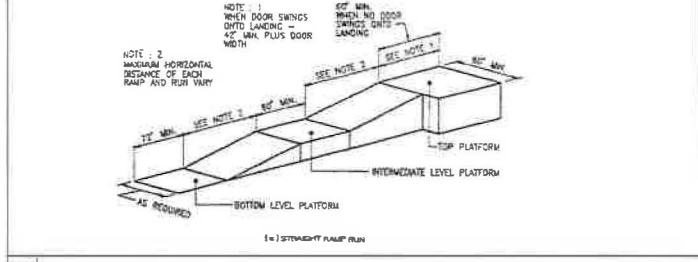 NOTE : 1
WHEN DOOR SWINGS
ONTO LANDING -
42" MIN. PLUS DOOR
WIDTH
60" MIN.
WHEN NO DOOR
SWINGS ONTO
LANDING
NOTE : 2
MAXIMUM HORIZONTAL
DISTANCE OF EACH
RAMP AND RUN VARY
SEE NOTE 2
SEE NOTE 1
60" MIN.
72" MIN.
SEE NOTE 2
60" MIN.
TOP PLATFORM
INTERMEDIATE LEVEL PLATFORM
BOTTOM LEVEL PLATFORM
AS REQUIRED
(a) STRAIGHT RAMP RUN